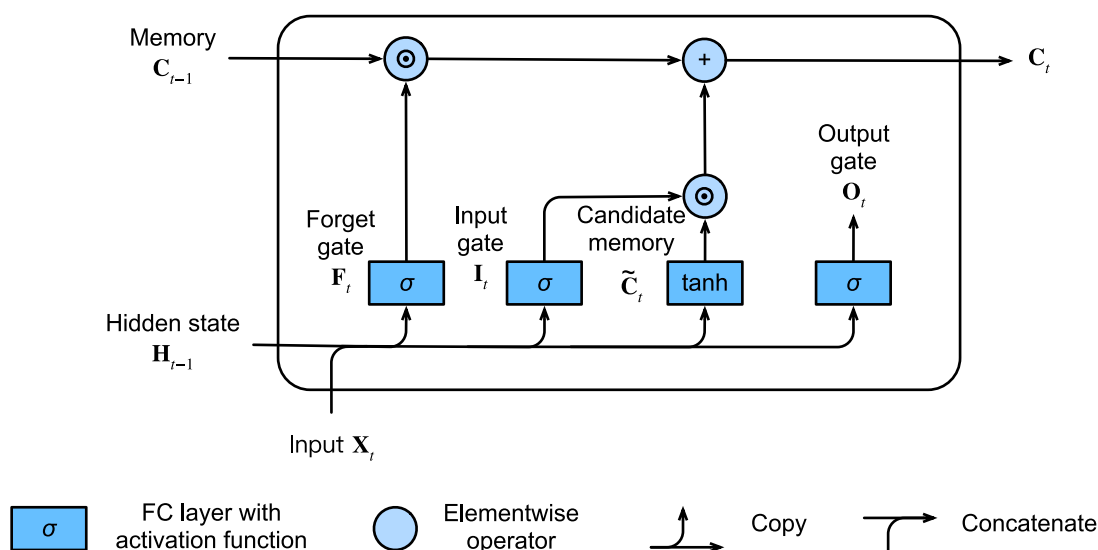 Memory
C_{t-1}
⊙
+
C_t
Output
gate
O_t
⊙
Forget
gate
F_t
Input
gate
I_t
Candidate
memory
C̃_t
σ
σ
tanh
σ
Hidden state
H_{t-1}
Input X_t
σ
FC layer with
activation function
Elementwise
operator
Copy
Concatenate